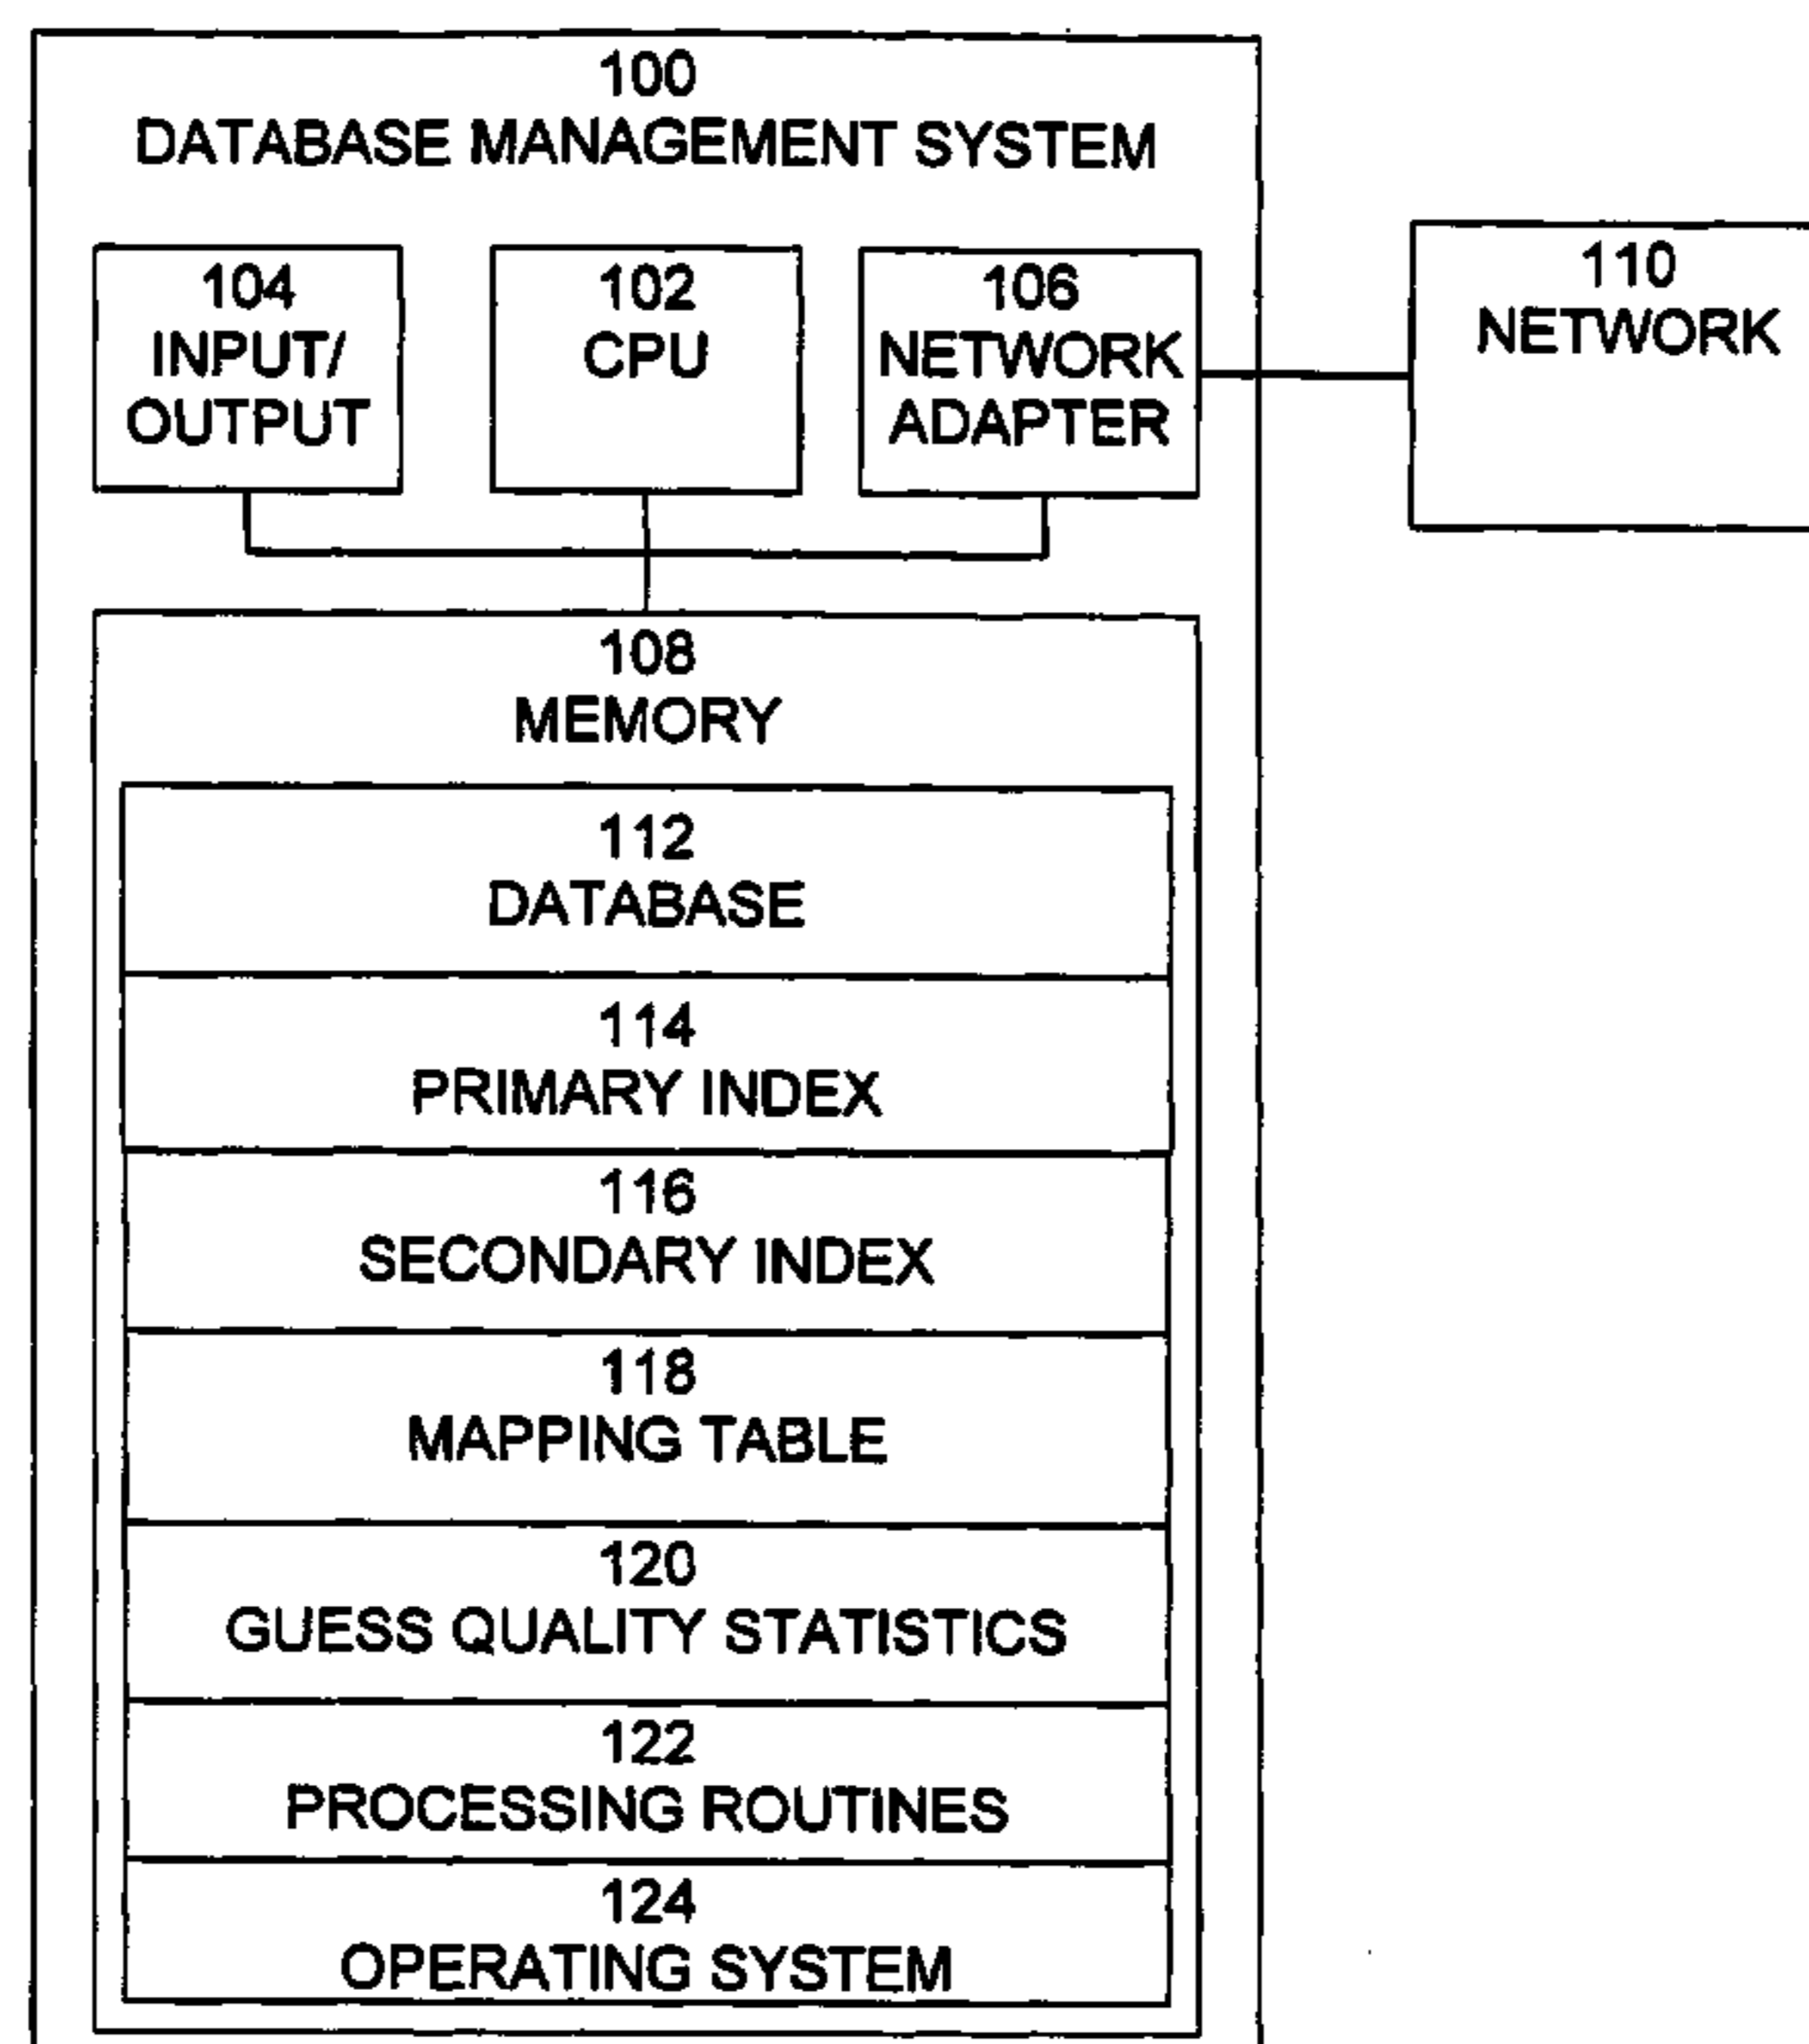 100
DATABASE MANAGEMENT SYSTEM
104
INPUT/
OUTPUT
102
CPU
106
NETWORK
ADAPTER
110
NETWORK
108
MEMORY
112
DATABASE
114
PRIMARY INDEX
116
SECONDARY INDEX
118
MAPPING TABLE
120
GUESS QUALITY STATISTICS
122
PROCESSING ROUTINES
124
OPERATING SYSTEM